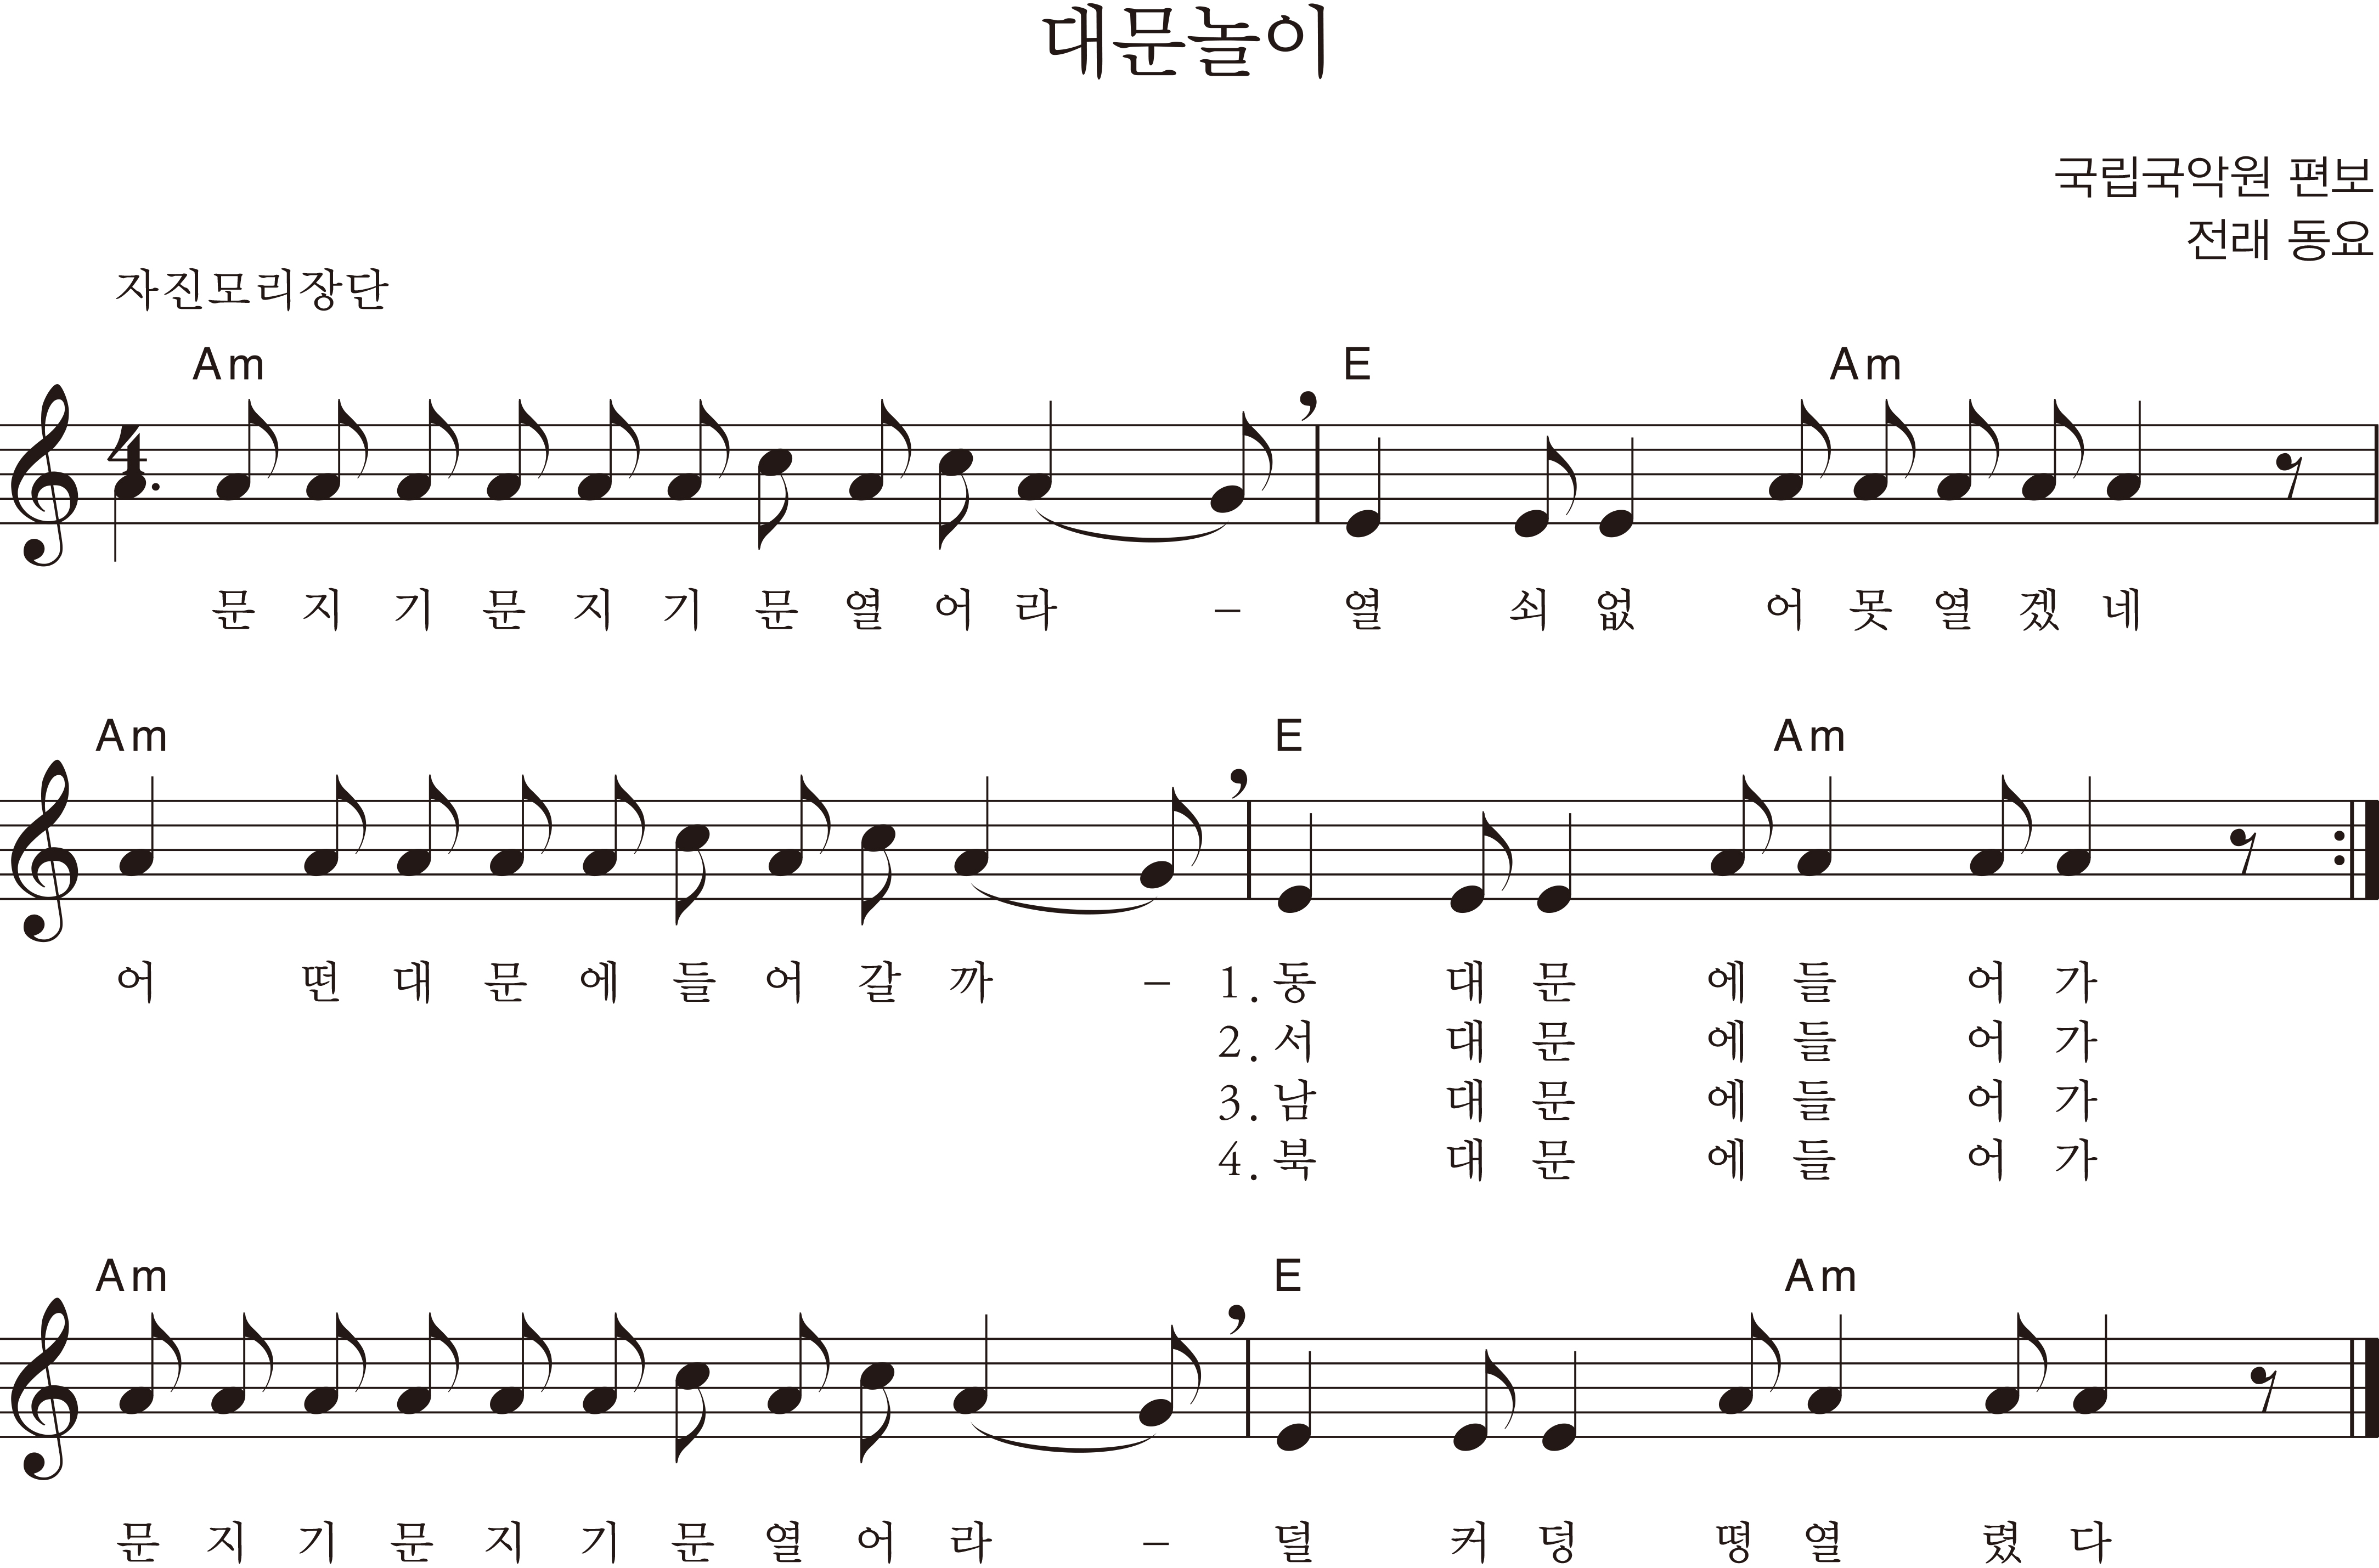 대문놀이
국립국악원 편보
전래 동요
자진모리장단
Am E Am
4
문 지 기 문 지 기 문 열 어 라 – 열 쇠 없 어 못 열 겠 네
Am E Am
어 떤 대 문 에 들 어 갈 까 – 1. 동 대 문 에 들 어 가
2. 서 대 문 에 들 어 가
3. 남 대 문 에 들 어 가
4. 북 대 문 에 들 어 가
Am E Am
문 지 기 문 지 기 문 열 어 라 – 덜 커 덩 떵 열 렸 다